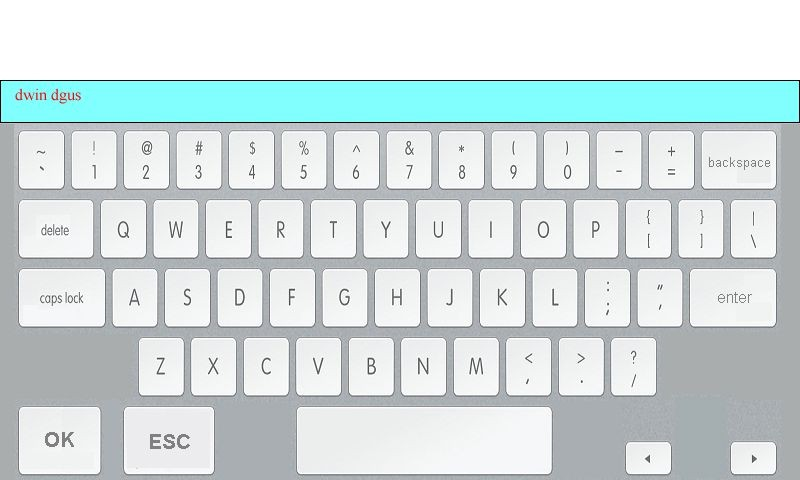 dwin dgus
~ ! @ # $ % ^ & * ( ) – +
` 1 2 3 4 5 6 7 8 9 0 - = backspace
delete Q W E R T Y U I O P { [ } ] | \
caps lock A S D F G H J K L : ; " , enter
Z X C V B N M < , > . ? /
OK ESC ◂ ▸